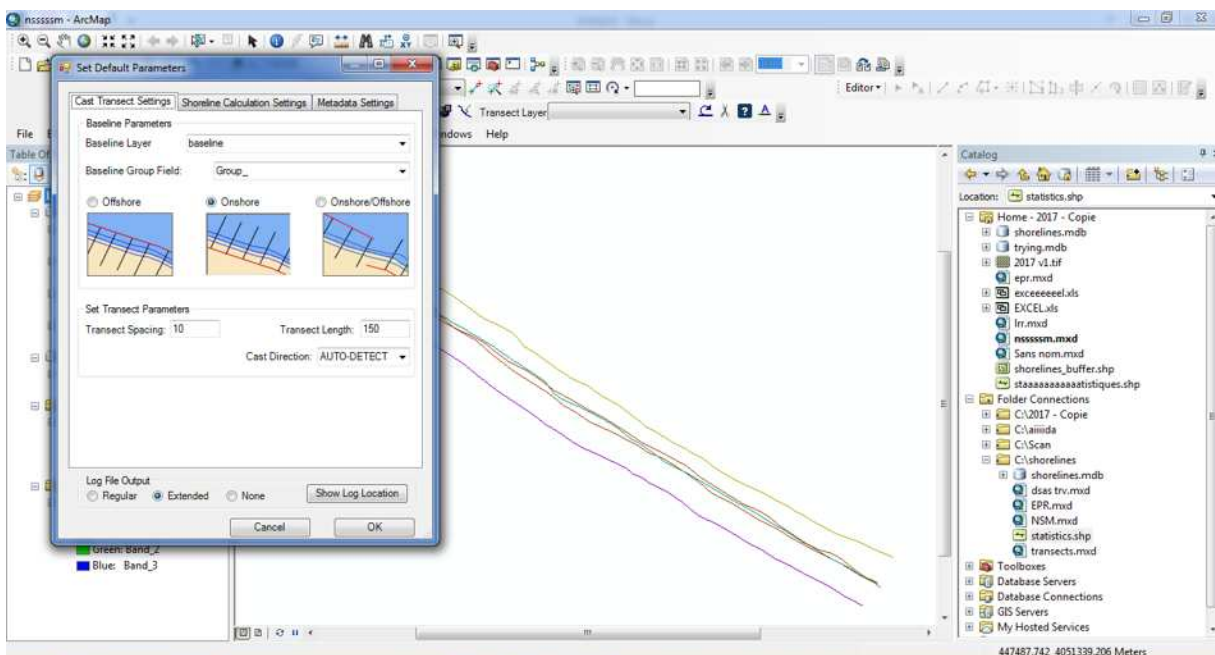 nsssssm - ArcMap
Set Default Parameters
Cast Transect Settings
Shoreline Calculation Settings
Metadata Settings
Baseline Parameters
Baseline Layer
baseline
Baseline Group Field:
Group_
Offshore
Onshore
Onshore/Offshore
Set Transect Parameters
Transect Spacing: 10
Transect Length: 150
Cast Direction: AUTO-DETECT
Log File Output
Regular
Extended
None
Show Log Location
Cancel
OK
Green: Band_2
Blue: Band_3
File
Table Of
Editor
Transect Layer
ndows Help
Catalog
Location: statistics.shp
Home - 2017 - Copie
shorelines.mdb
trying.mdb
2017 v1.tif
epr.mxd
exceeeeeel.xls
EXCEL.xls
lrr.mxd
nsssssm.mxd
Sans nom.mxd
shorelines_buffer.shp
Folder Connections
C:\2017 - Copie
C:\Scan
C:\shorelines
shorelines.mdb
dsas trv.mxd
EPR.mxd
NSM.mxd
statistics.shp
transects.mxd
Toolboxes
Database Servers
Database Connections
GIS Servers
My Hosted Services
447487,742 4051339,206 Meters